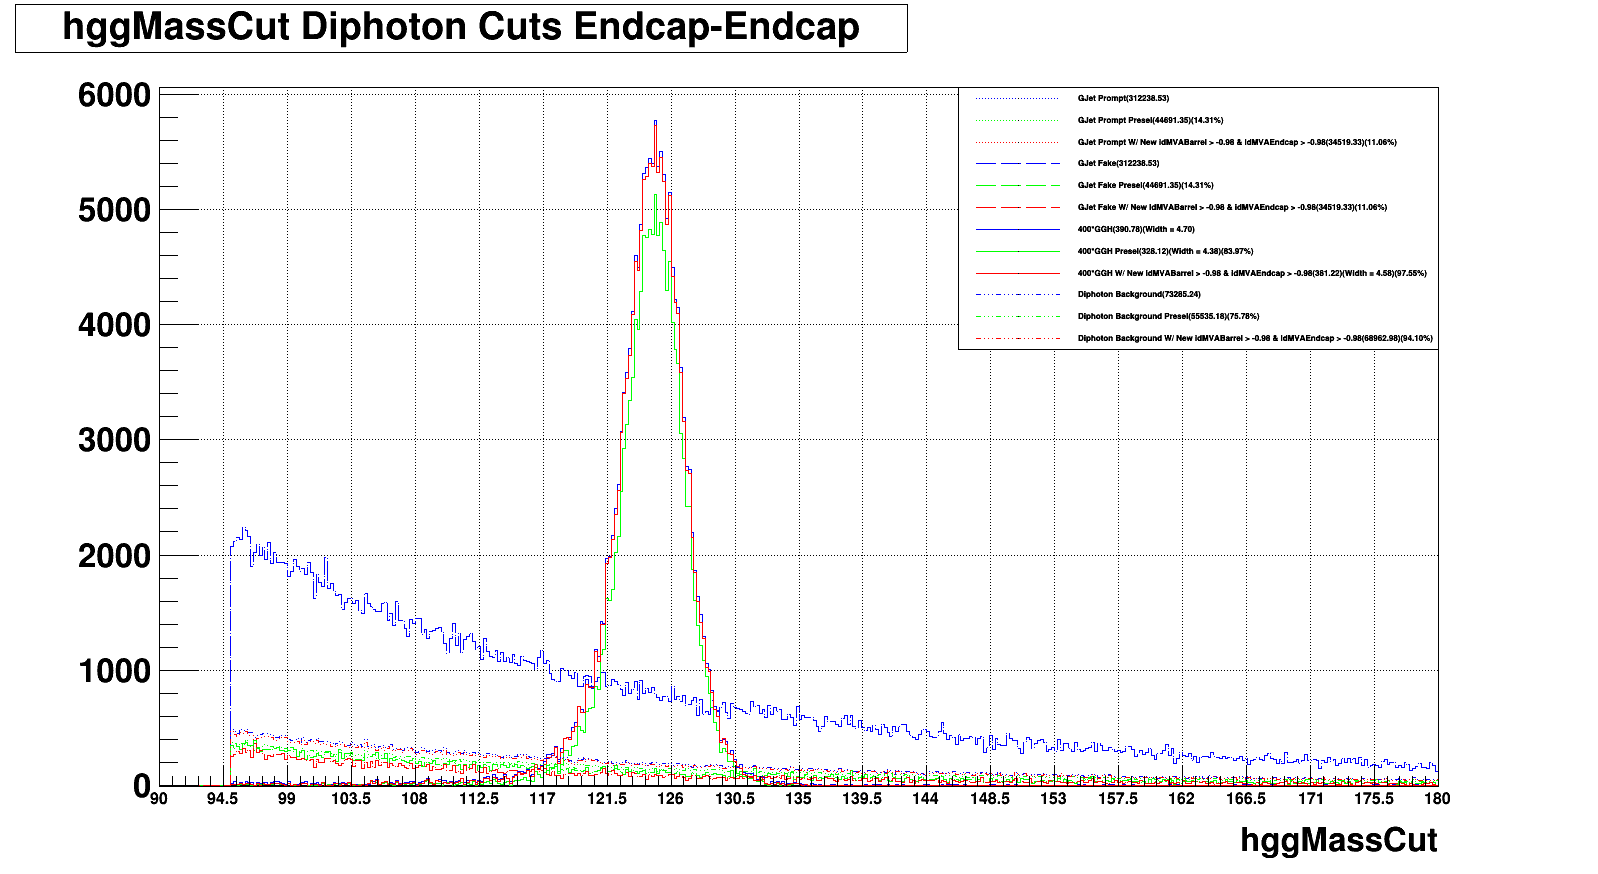 hggMassCut Diphoton Cuts Endcap-Endcap
6000
5000
4000
3000
2000
1000
0
GJet Prompt(312238.53)
GJet Prompt Presel(44691.35)(14.31%)
GJet Prompt W/ New idMVABarrel > -0.98 & idMVAEndcap > -0.98(34519.33)(11.06%)
GJet Fake(312238.53)
GJet Fake Presel(44691.35)(14.31%)
GJet Fake W/ New idMVABarrel > -0.98 & idMVAEndcap > -0.98(34519.33)(11.06%)
400*GGH(390.78)(Width = 4.70)
400*GGH Presel(328.12)(Width = 4.38)(83.97%)
400*GGH W/ New idMVABarrel > -0.98 & idMVAEndcap > -0.98(381.22)(Width = 4.58)(97.55%)
Diphoton Background(73285.24)
Diphoton Background Presel(55535.18)(75.78%)
Diphoton Background W/ New idMVABarrel > -0.98 & idMVAEndcap > -0.98(68962.98)(94.10%)
90 94.5 99 103.5 108 112.5 117 121.5 126 130.5 135 139.5 144 148.5 153 157.5 162 166.5 171 175.5 180
hggMassCut